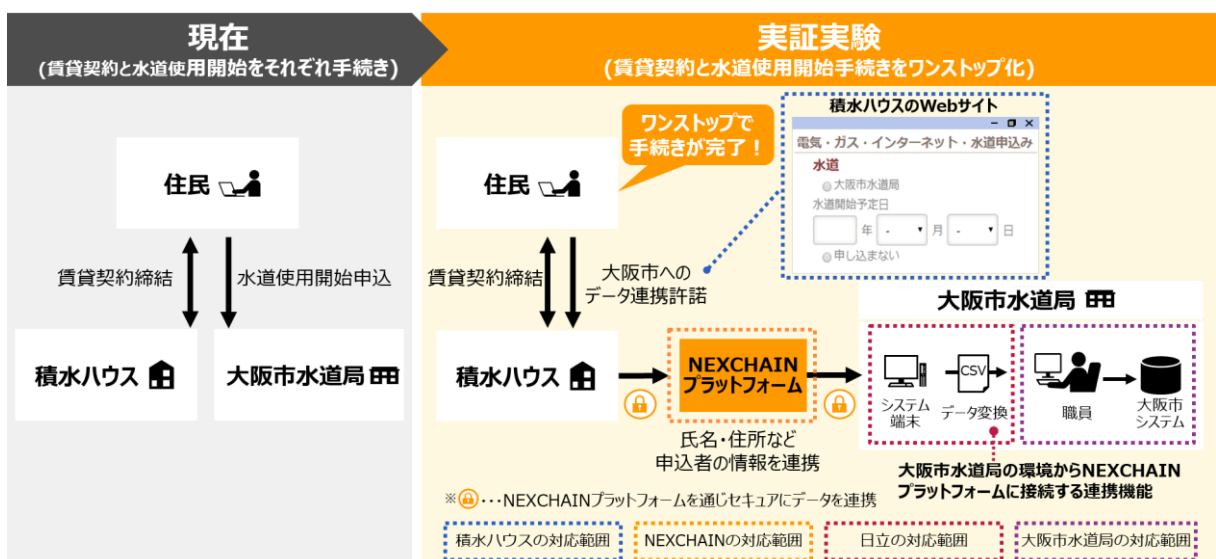 現在
(賃貸契約と水道使用開始をそれぞれ手続き)
住民
賃貸契約締結
水道使用開始申込
積水ハウス
大阪市水道局
実証実験
(賃貸契約と水道使用開始手続きをワンストップ化)
ワンストップで
手続きが完了！
住民
積水ハウスのWebサイト
電気・ガス・インターネット・水道申込み
水道
大阪市水道局
水道開始予定日
年 - 月 - 日
申し込まない
賃貸契約締結
大阪市への
データ連携許諾
積水ハウス
NEXCHAIN
プラットフォーム
氏名・住所など
申込者の情報を連携
大阪市水道局
システム
端末
CSV
データ変換
職員
大阪市
システム
大阪市水道局の環境からNEXCHAIN
プラットフォームに接続する連携機能
※ ・・・NEXCHAINプラットフォームを通じセキュアにデータを連携
積水ハウスの対応範囲
NEXCHAINの対応範囲
日立の対応範囲
大阪市水道局の対応範囲